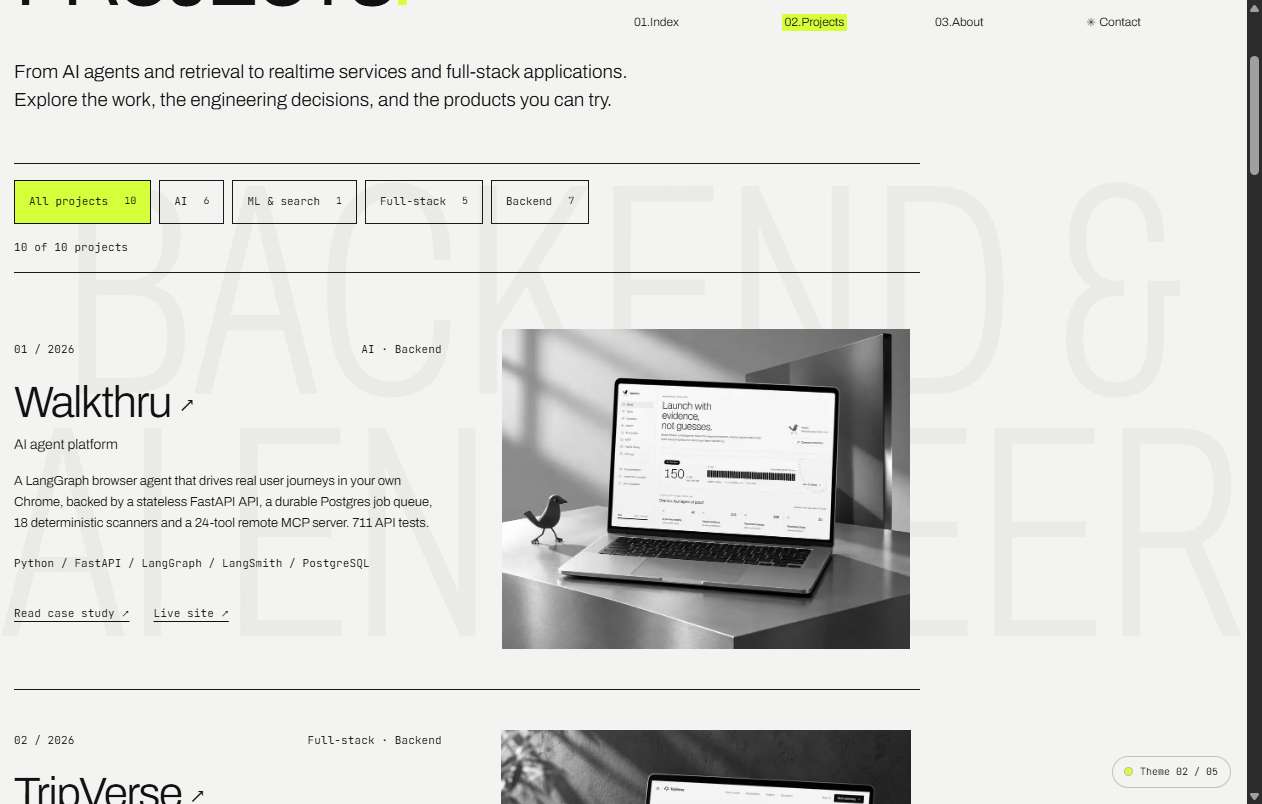 PROJECTS.
01.Index
02.Projects
03.About
✳ Contact
From AI agents and retrieval to realtime services and full-stack applications.
Explore the work, the engineering decisions, and the products you can try.
BACKEND &
AI ENGINEER
All projects 10
AI 6
ML & search 1
Full-stack 5
Backend 7
10 of 10 projects
01 / 2026
AI · Backend
Walkthru ↗
AI agent platform
A LangGraph browser agent that drives real user journeys in your own
Chrome, backed by a stateless FastAPI API, a durable Postgres job queue,
18 deterministic scanners and a 24-tool remote MCP server. 711 API tests.
Python / FastAPI / LangGraph / LangSmith / PostgreSQL
Read case study ↗
Live site ↗
Launch with
evidence,
not guesses.
150
02 / 2026
Full-stack · Backend
TripVerse ↗
Theme 02 / 05